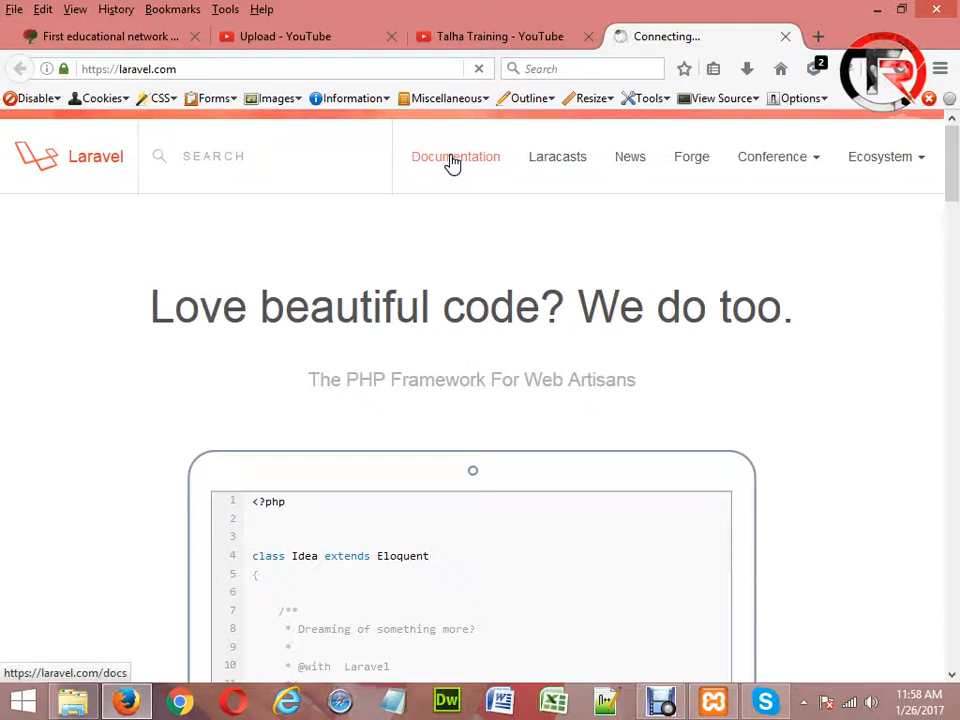 File Edit View History Bookmarks Tools Help
First educational network ...
Upload - YouTube
Talha Training - YouTube
Connecting...
https://laravel.com
Search
2
Disable
Cookies
CSS
Forms
Images
Information
Miscellaneous
Outline
Resize
Tools
View Source
Options
Laravel
SEARCH
Documentation
Laracasts
News
Forge
Conference
Ecosystem
Love beautiful code? We do too.
The PHP Framework For Web Artisans
1 <?php
2
3
4 class Idea extends Eloquent
5 {
6
7 /**
8 * Dreaming of something more?
9 *
10 * @with Laravel
https://laravel.com/docs
Dw
11:58 AM
1/26/2017